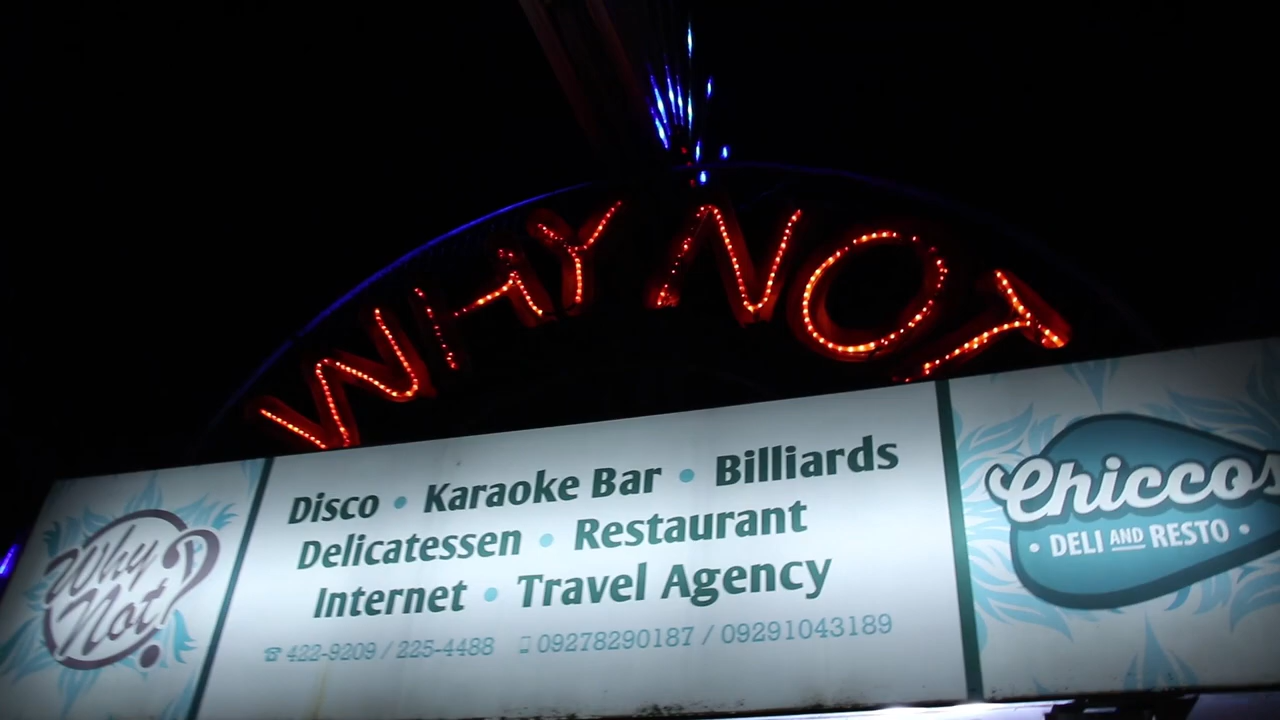 WHY NOT
Why
Not?
Disco • Karaoke Bar • Billiards
Delicatessen • Restaurant
Internet • Travel Agency
☎ 422-9209 / 225-4488 📱 09278290187 / 09291043189
Chiccos
• DELI AND RESTO •